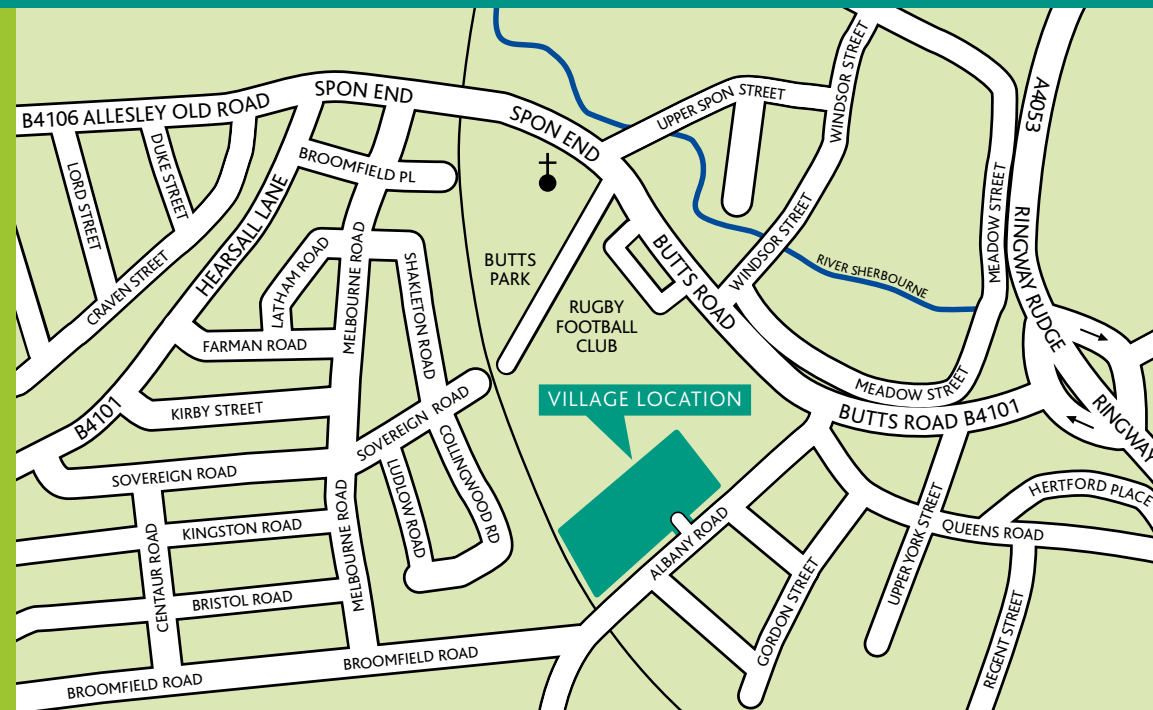 B4106 ALLESLEY OLD ROAD
SPON END
SPON END
UPPER SPON STREET
WINDSOR STREET
A4053
LORD STREET
DUKE STREET
BROOMFIELD PL
HEARSALL LANE
CRAVEN STREET
LATHAM ROAD
MELBOURNE ROAD
SHAKLETON ROAD
BUTTS
PARK
RUGBY
FOOTBALL
CLUB
BUTTS ROAD
WINDSOR STREET
RIVER SHERBOURNE
MEADOW STREET
RINGWAY RUDGE
FARMAN ROAD
KIRBY STREET
B4101
SOVEREIGN ROAD
VILLAGE LOCATION
MEADOW STREET
BUTTS ROAD B4101
RINGWAY
SOVEREIGN ROAD
LUDLOW ROAD
COLLINGWOOD RD
HERTFORD PLACE
KINGSTON ROAD
MELBOURNE ROAD
CENTAUR ROAD
ALBANY ROAD
QUEENS ROAD
UPPER YORK STREET
BRISTOL ROAD
GORDON STREET
REGENT STREET
BROOMFIELD ROAD
BROOMFIELD ROAD